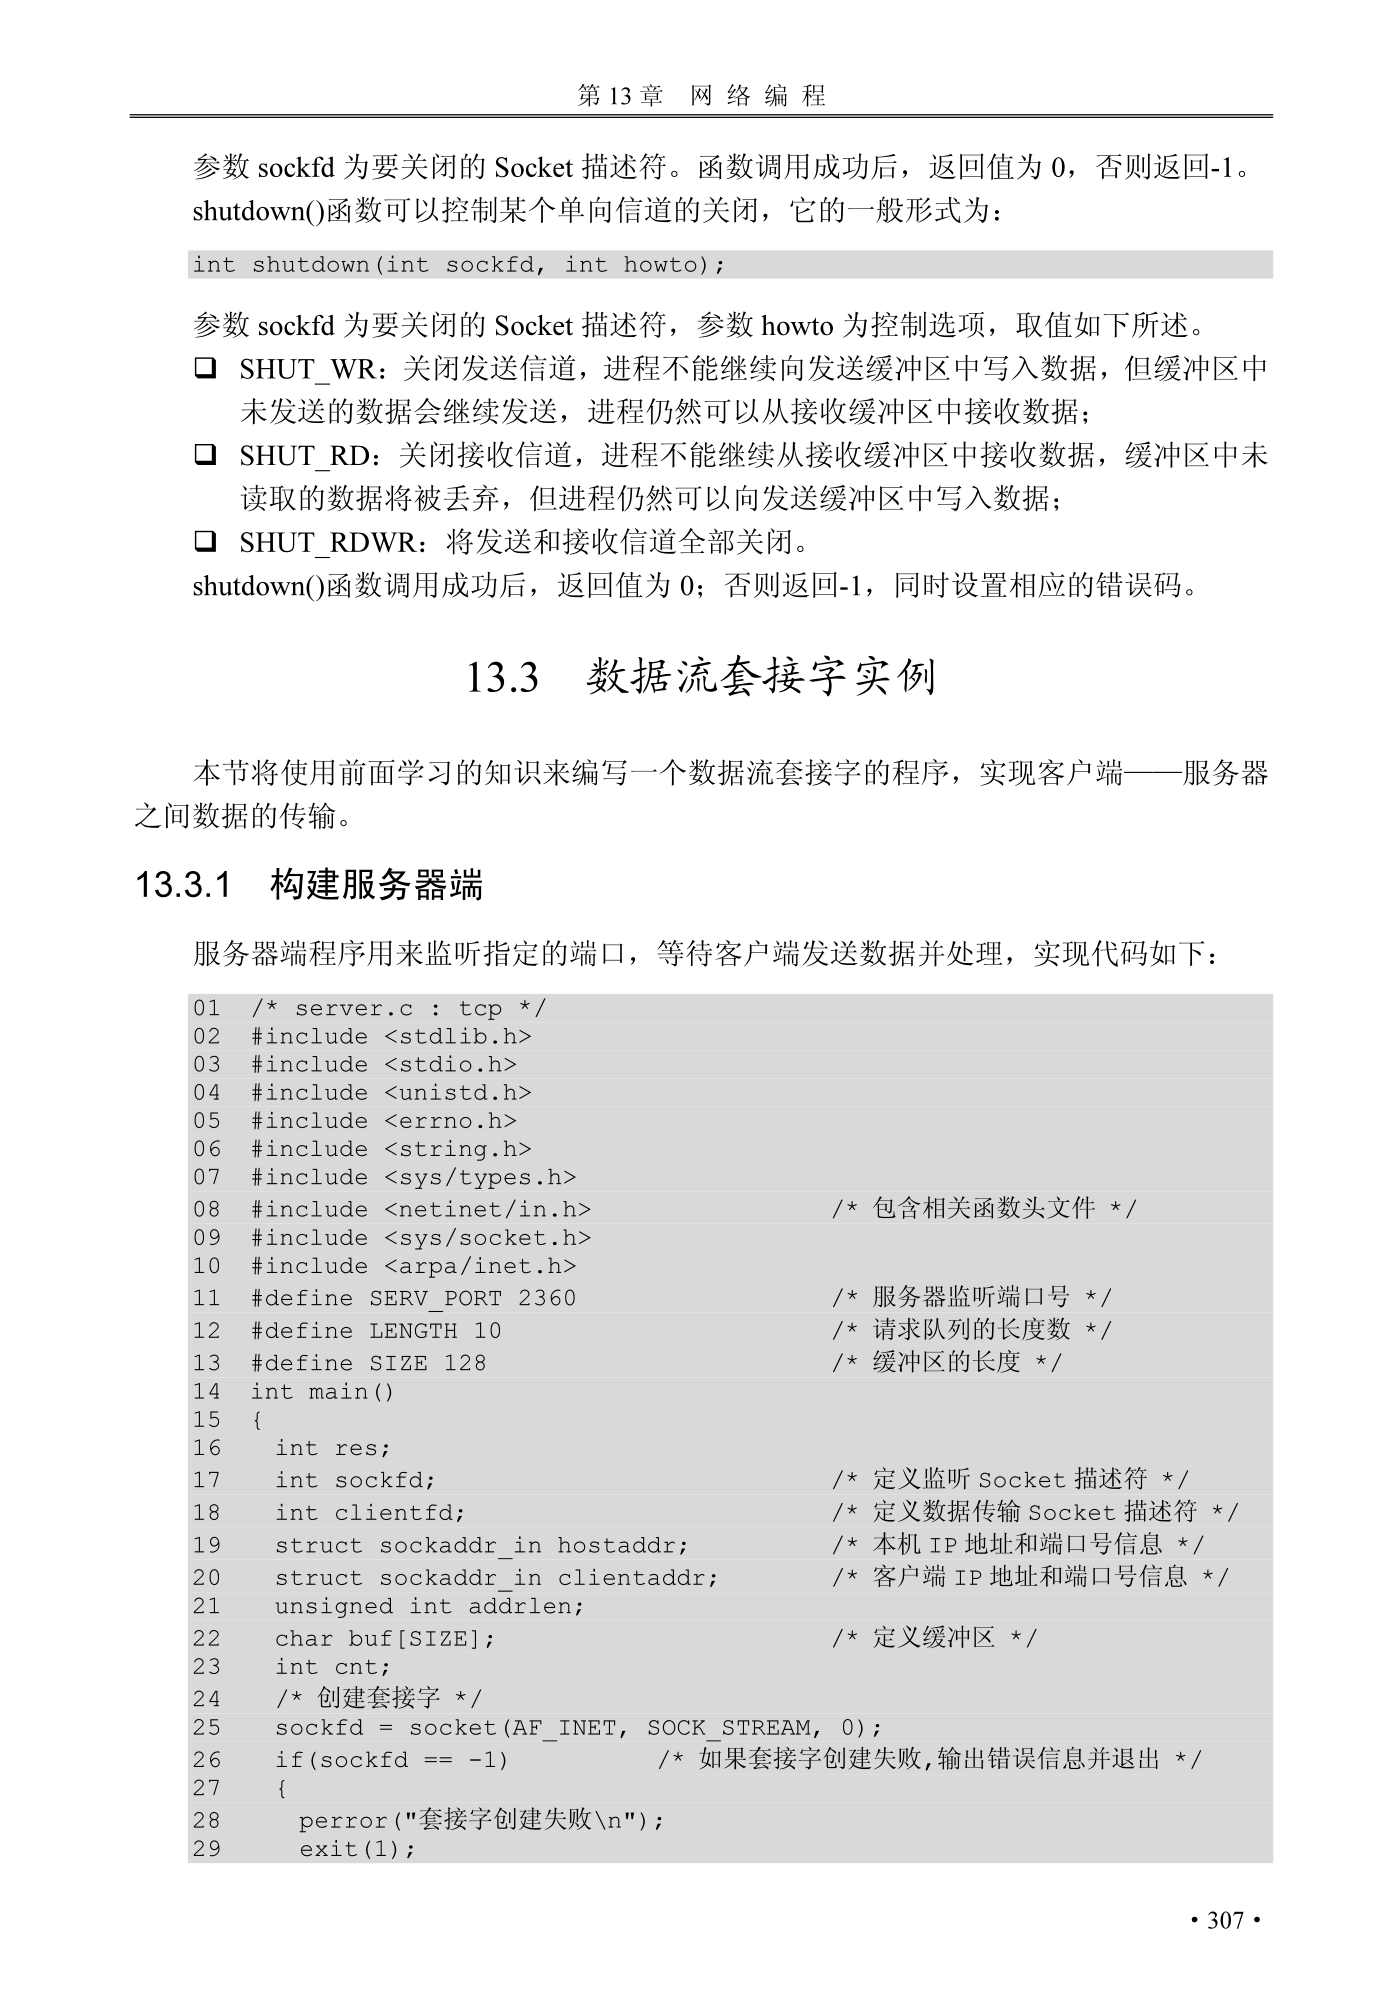 第 13 章 网 络 编 程
参数 sockfd 为要关闭的 Socket 描述符。函数调用成功后，返回值为 0，否则返回-1。
shutdown()函数可以控制某个单向信道的关闭，它的一般形式为：
int shutdown(int sockfd, int howto);
参数 sockfd 为要关闭的 Socket 描述符，参数 howto 为控制选项，取值如下所述。
❑ SHUT_WR：关闭发送信道，进程不能继续向发送缓冲区中写入数据，但缓冲区中
未发送的数据会继续发送，进程仍然可以从接收缓冲区中接收数据；
❑ SHUT_RD：关闭接收信道，进程不能继续从接收缓冲区中接收数据，缓冲区中未
读取的数据将被丢弃，但进程仍然可以向发送缓冲区中写入数据；
❑ SHUT_RDWR：将发送和接收信道全部关闭。
shutdown()函数调用成功后，返回值为 0；否则返回-1，同时设置相应的错误码。
13.3 数据流套接字实例
本节将使用前面学习的知识来编写一个数据流套接字的程序，实现客户端——服务器
之间数据的传输。
13.3.1 构建服务器端
服务器端程序用来监听指定的端口，等待客户端发送数据并处理，实现代码如下：
01 /* server.c : tcp */
02 #include <stdlib.h>
03 #include <stdio.h>
04 #include <unistd.h>
05 #include <errno.h>
06 #include <string.h>
07 #include <sys/types.h>
08 #include <netinet/in.h> /* 包含相关函数头文件 */
09 #include <sys/socket.h>
10 #include <arpa/inet.h>
11 #define SERV_PORT 2360 /* 服务器监听端口号 */
12 #define LENGTH 10 /* 请求队列的长度数 */
13 #define SIZE 128 /* 缓冲区的长度 */
14 int main()
15 {
16 int res;
17 int sockfd; /* 定义监听 Socket 描述符 */
18 int clientfd; /* 定义数据传输 Socket 描述符 */
19 struct sockaddr_in hostaddr; /* 本机 IP 地址和端口号信息 */
20 struct sockaddr_in clientaddr; /* 客户端 IP 地址和端口号信息 */
21 unsigned int addrlen;
22 char buf[SIZE]; /* 定义缓冲区 */
23 int cnt;
24 /* 创建套接字 */
25 sockfd = socket(AF_INET, SOCK_STREAM, 0);
26 if(sockfd == -1) /* 如果套接字创建失败,输出错误信息并退出 */
27 {
28 perror("套接字创建失败\n");
29 exit(1);
• 307 •